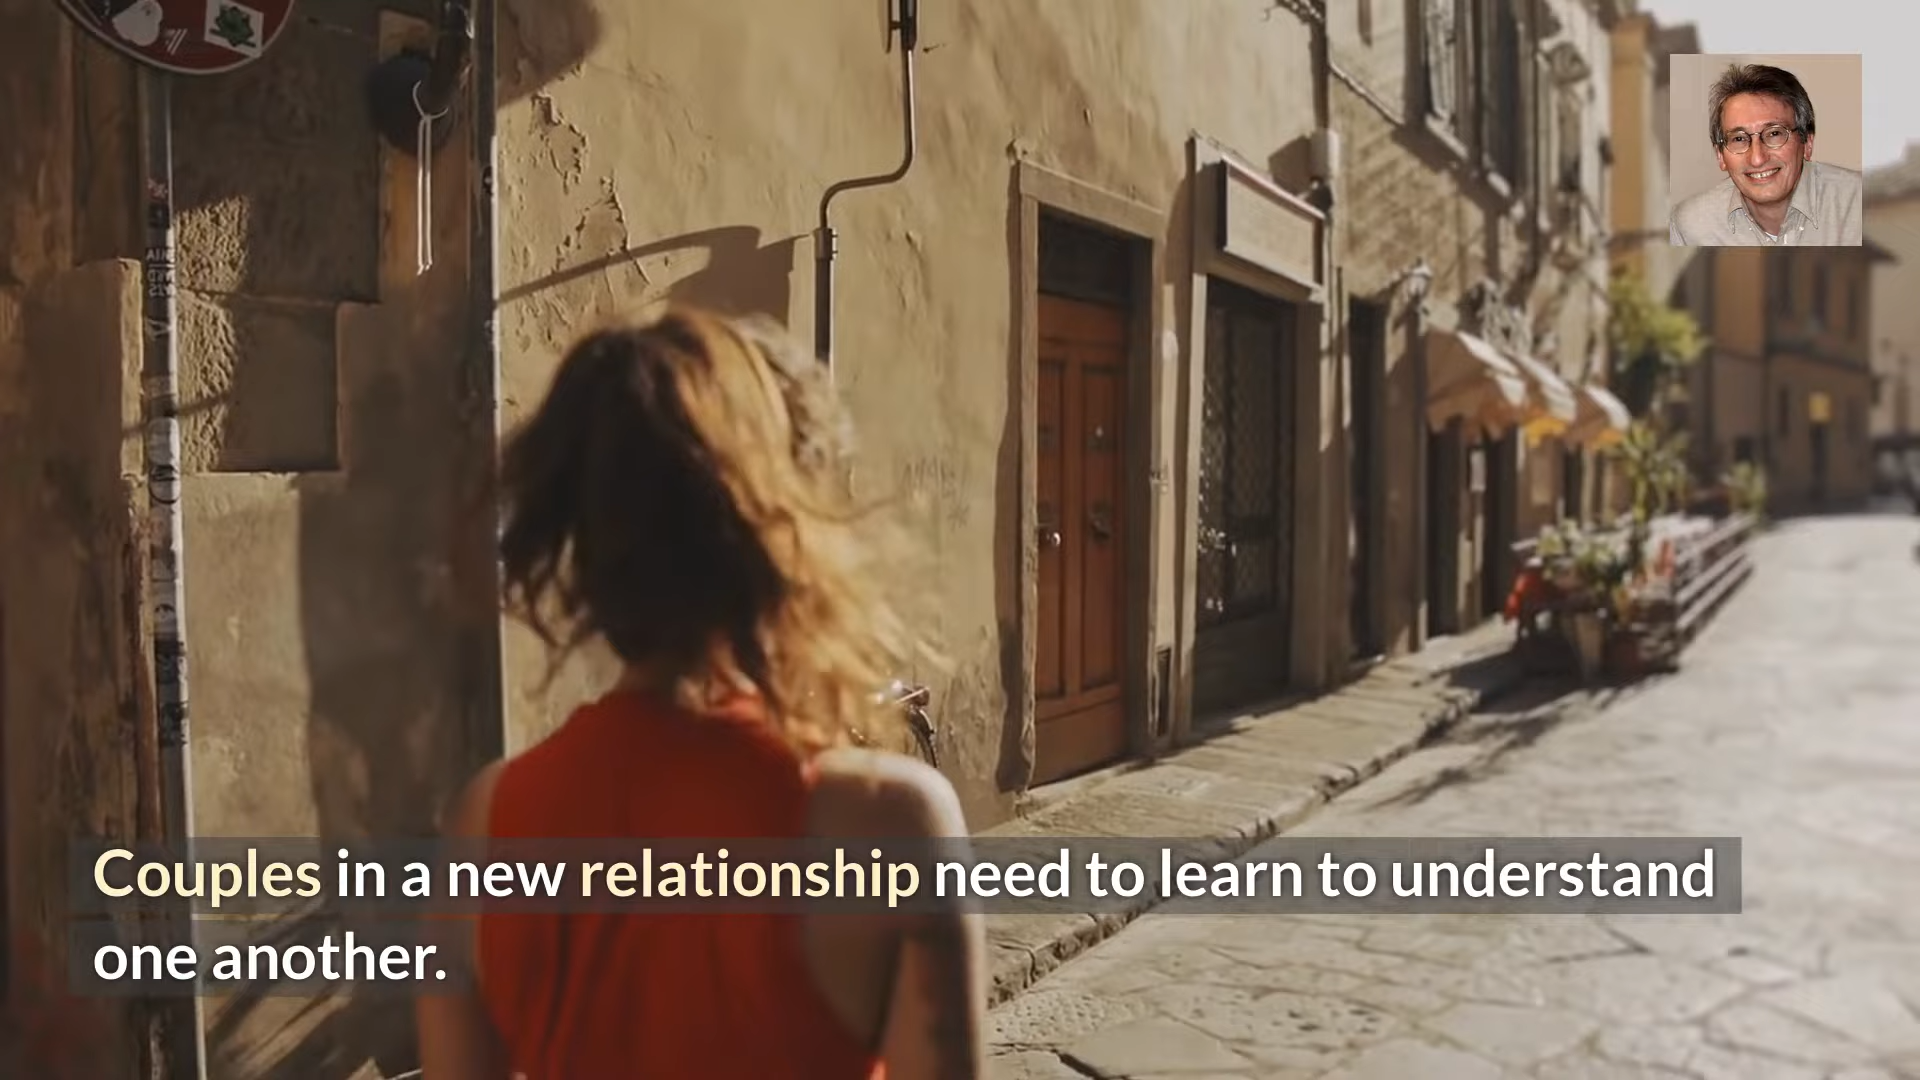 Couples in a new relationship need to learn to understand
one another.